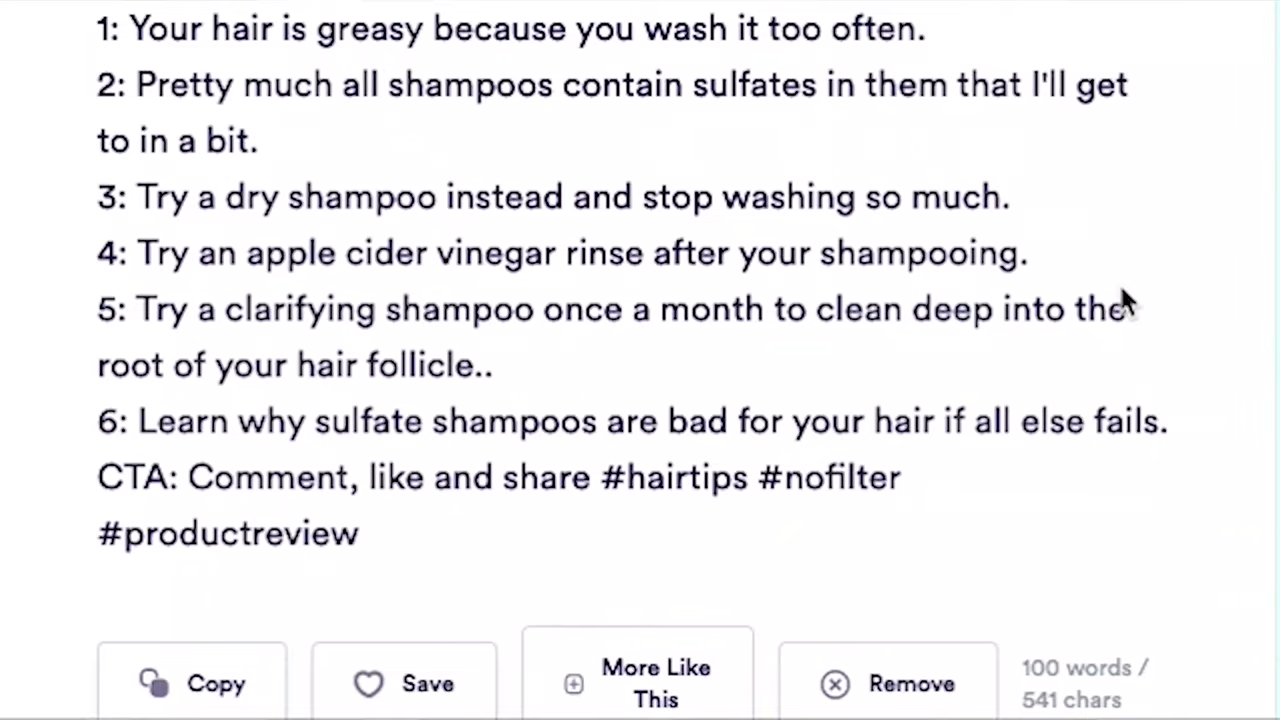 1: Your hair is greasy because you wash it too often.
2: Pretty much all shampoos contain sulfates in them that I'll get
to in a bit.
3: Try a dry shampoo instead and stop washing so much.
4: Try an apple cider vinegar rinse after your shampooing.
5: Try a clarifying shampoo once a month to clean deep into the
root of your hair follicle..
6: Learn why sulfate shampoos are bad for your hair if all else fails.
CTA: Comment, like and share #hairtips #nofilter
#productreview
Copy
Save
More Like
This
Remove
100 words /
541 chars